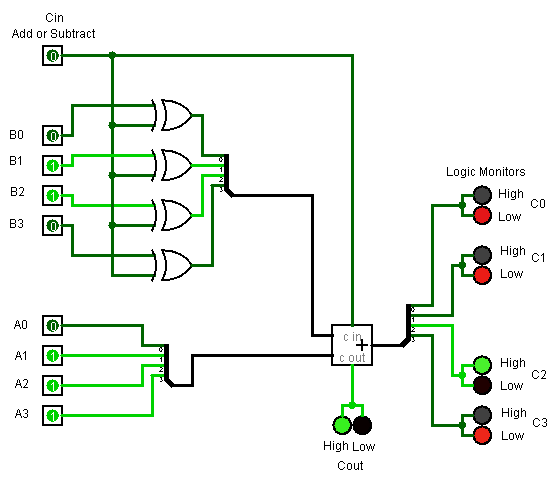 Cin
Add or Subtract
0
B0 0
B1 1
B2 1
B3 0
0
1
2
3
A0 0
A1 1
A2 1
A3 1
0
1
2
3
c in
+
c out
High Low
Cout
0
1
2
3
Logic Monitors
High
Low
C0
High
Low
C1
High
Low
C2
High
Low
C3